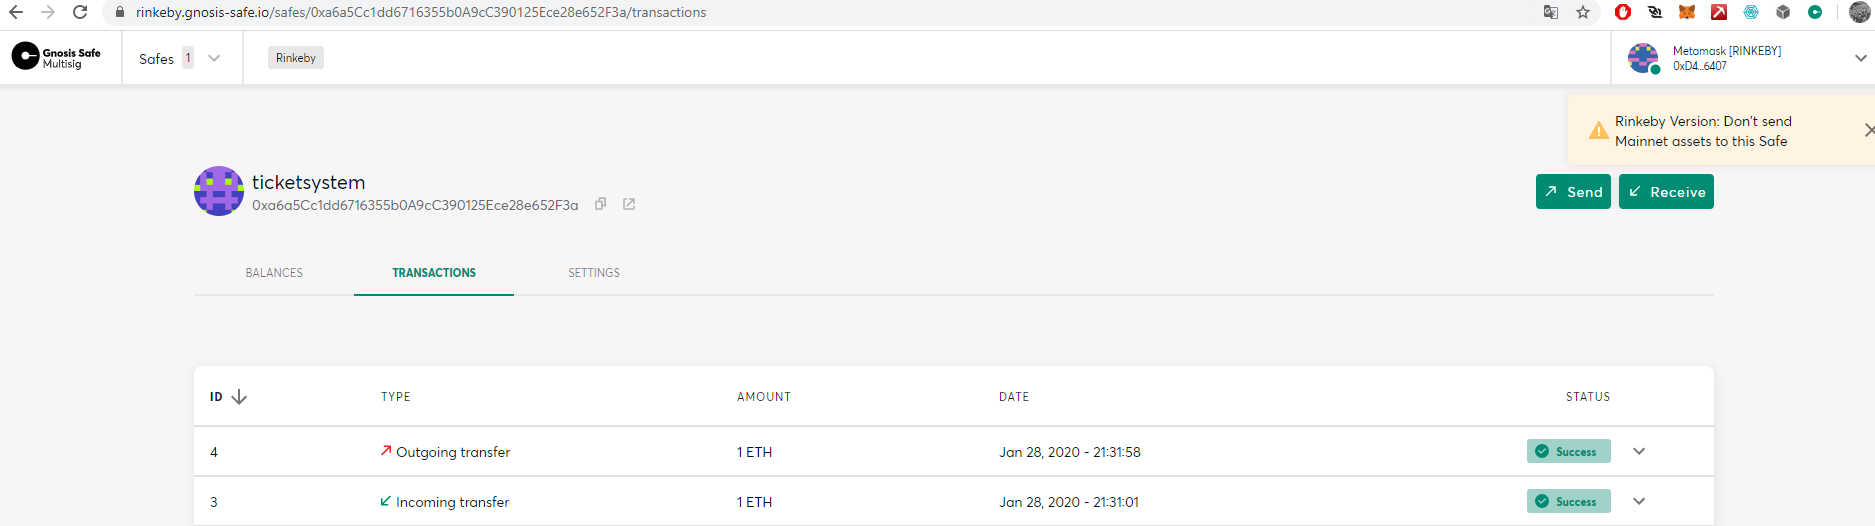 rinkeby.gnosis-safe.io/safes/0xa6a5Cc1dd6716355b0A9cC390125Ece28e652F3a/transactions
Gnosis Safe
Multisig
Safes 1
Rinkeby
Metamask [RINKEBY]
0xD4...6407
Rinkeby Version: Don't send
Mainnet assets to this Safe
ticketsystem
0xa6a5Cc1dd6716355b0A9cC390125Ece28e652F3a
Send Receive
BALANCES TRANSACTIONS SETTINGS
ID TYPE AMOUNT DATE STATUS
4 Outgoing transfer 1 ETH Jan 28, 2020 - 21:31:58 Success
3 Incoming transfer 1 ETH Jan 28, 2020 - 21:31:01 Success